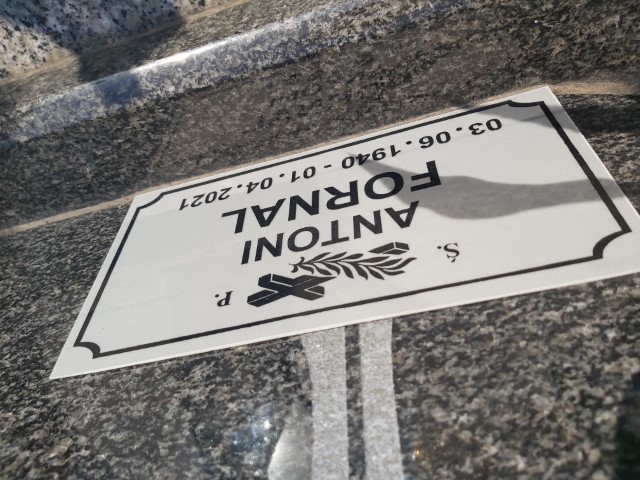 Ś. P.
ANTONI
FORNAL
03.06.1940 - 01.04.2021